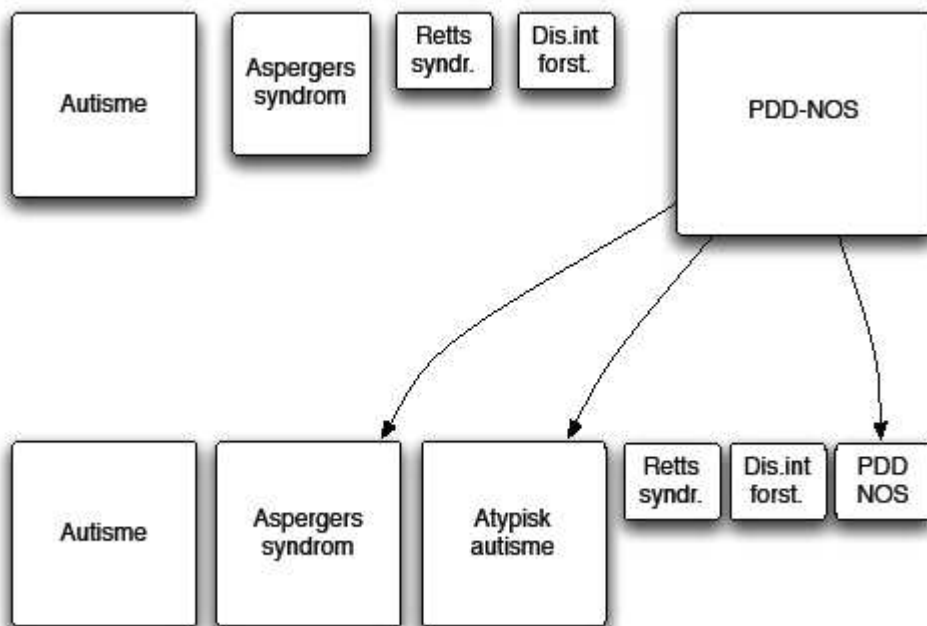 Autisme
Aspergers
syndrom
Retts
syndr.
Dis.int
forst.
PDD-NOS
Autisme
Aspergers
syndrom
Atypisk
autisme
Retts
syndr.
Dis.int
forst.
PDD
NOS